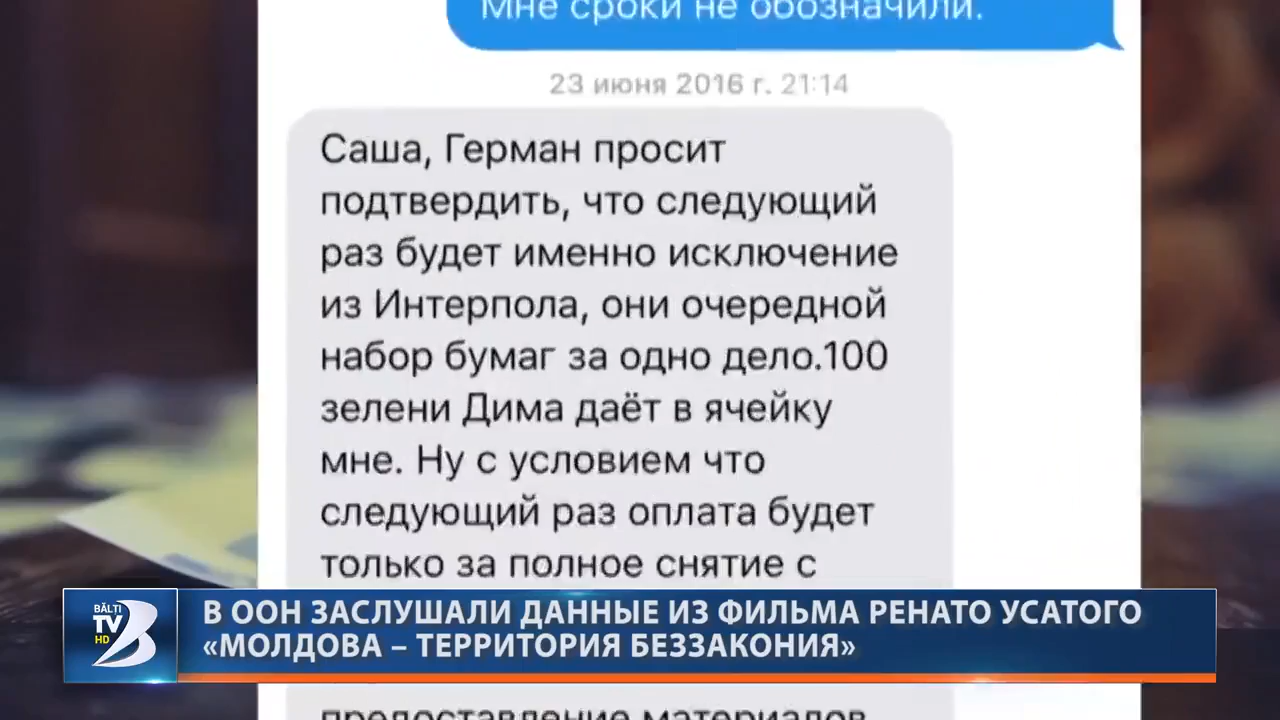 Мне сроки не обозначили.
23 июня 2016 г. 21:14
Саша, Герман просит
подтвердить, что следующий
раз будет именно исключение
из Интерпола, они очередной
набор бумаг за одно дело.100
зелени Дима даёт в ячейку
мне. Ну с условием что
следующий раз оплата будет
только за полное снятие с
BĂLȚI
TV
HD
В ООН ЗАСЛУШАЛИ ДАННЫЕ ИЗ ФИЛЬМА РЕНАТО УСАТОГО
«МОЛДОВА – ТЕРРИТОРИЯ БЕЗЗАКОНИЯ»
предоставление материалов